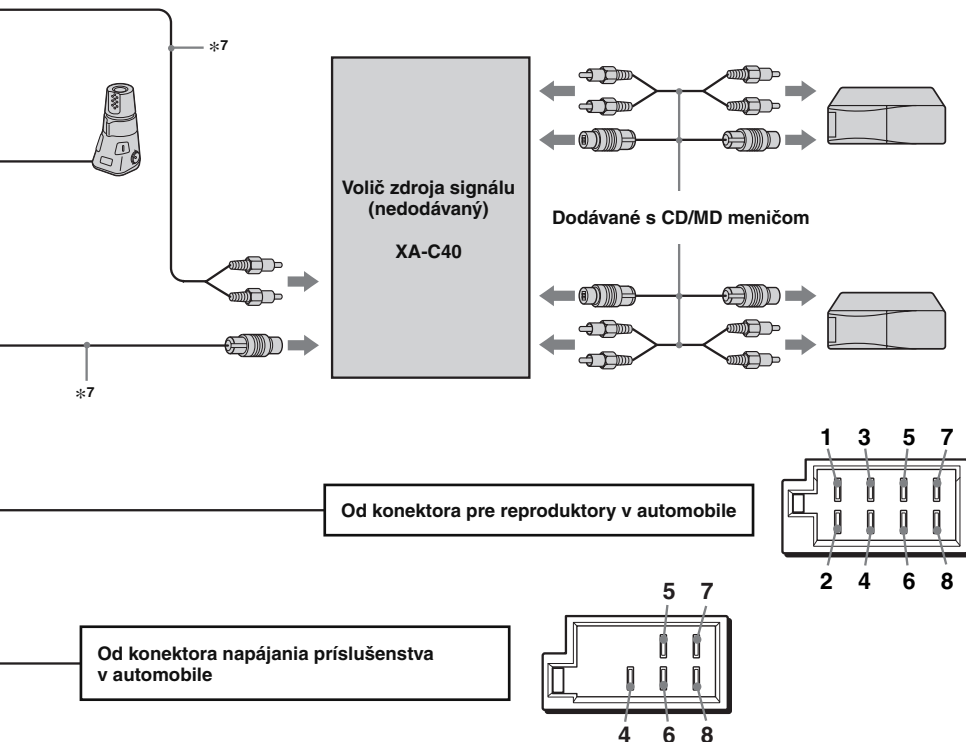 *7
Volič zdroja signálu
(nedodávaný)
XA-C40
Dodávané s CD/MD meničom
*7
1 3 5 7
Od konektora pre reproduktory v automobile
2 4 6 8
5 7
Od konektora napájania príslušenstva
v automobile
4 6 8